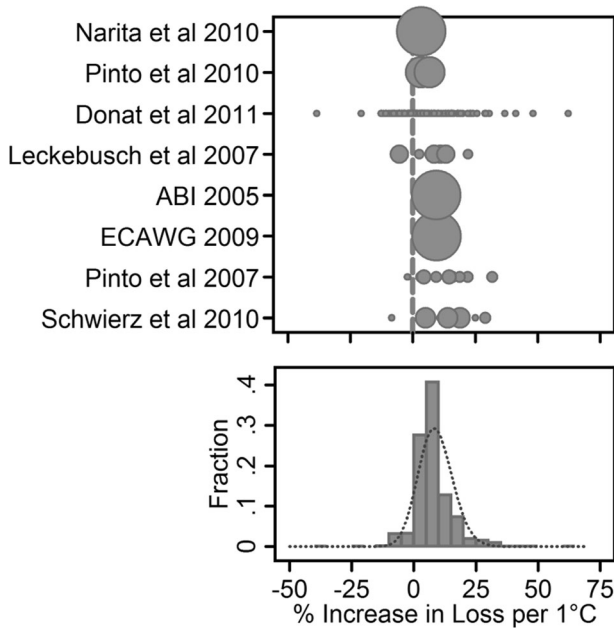 Narita et al 2010
Pinto et al 2010
Donat et al 2011
Leckebusch et al 2007
ABI 2005
ECAWG 2009
Pinto et al 2007
Schwierz et al 2010
Fraction
.4
.3
.2
.1
0
-50 -25 0 25 50 75
% Increase in Loss per 1°C